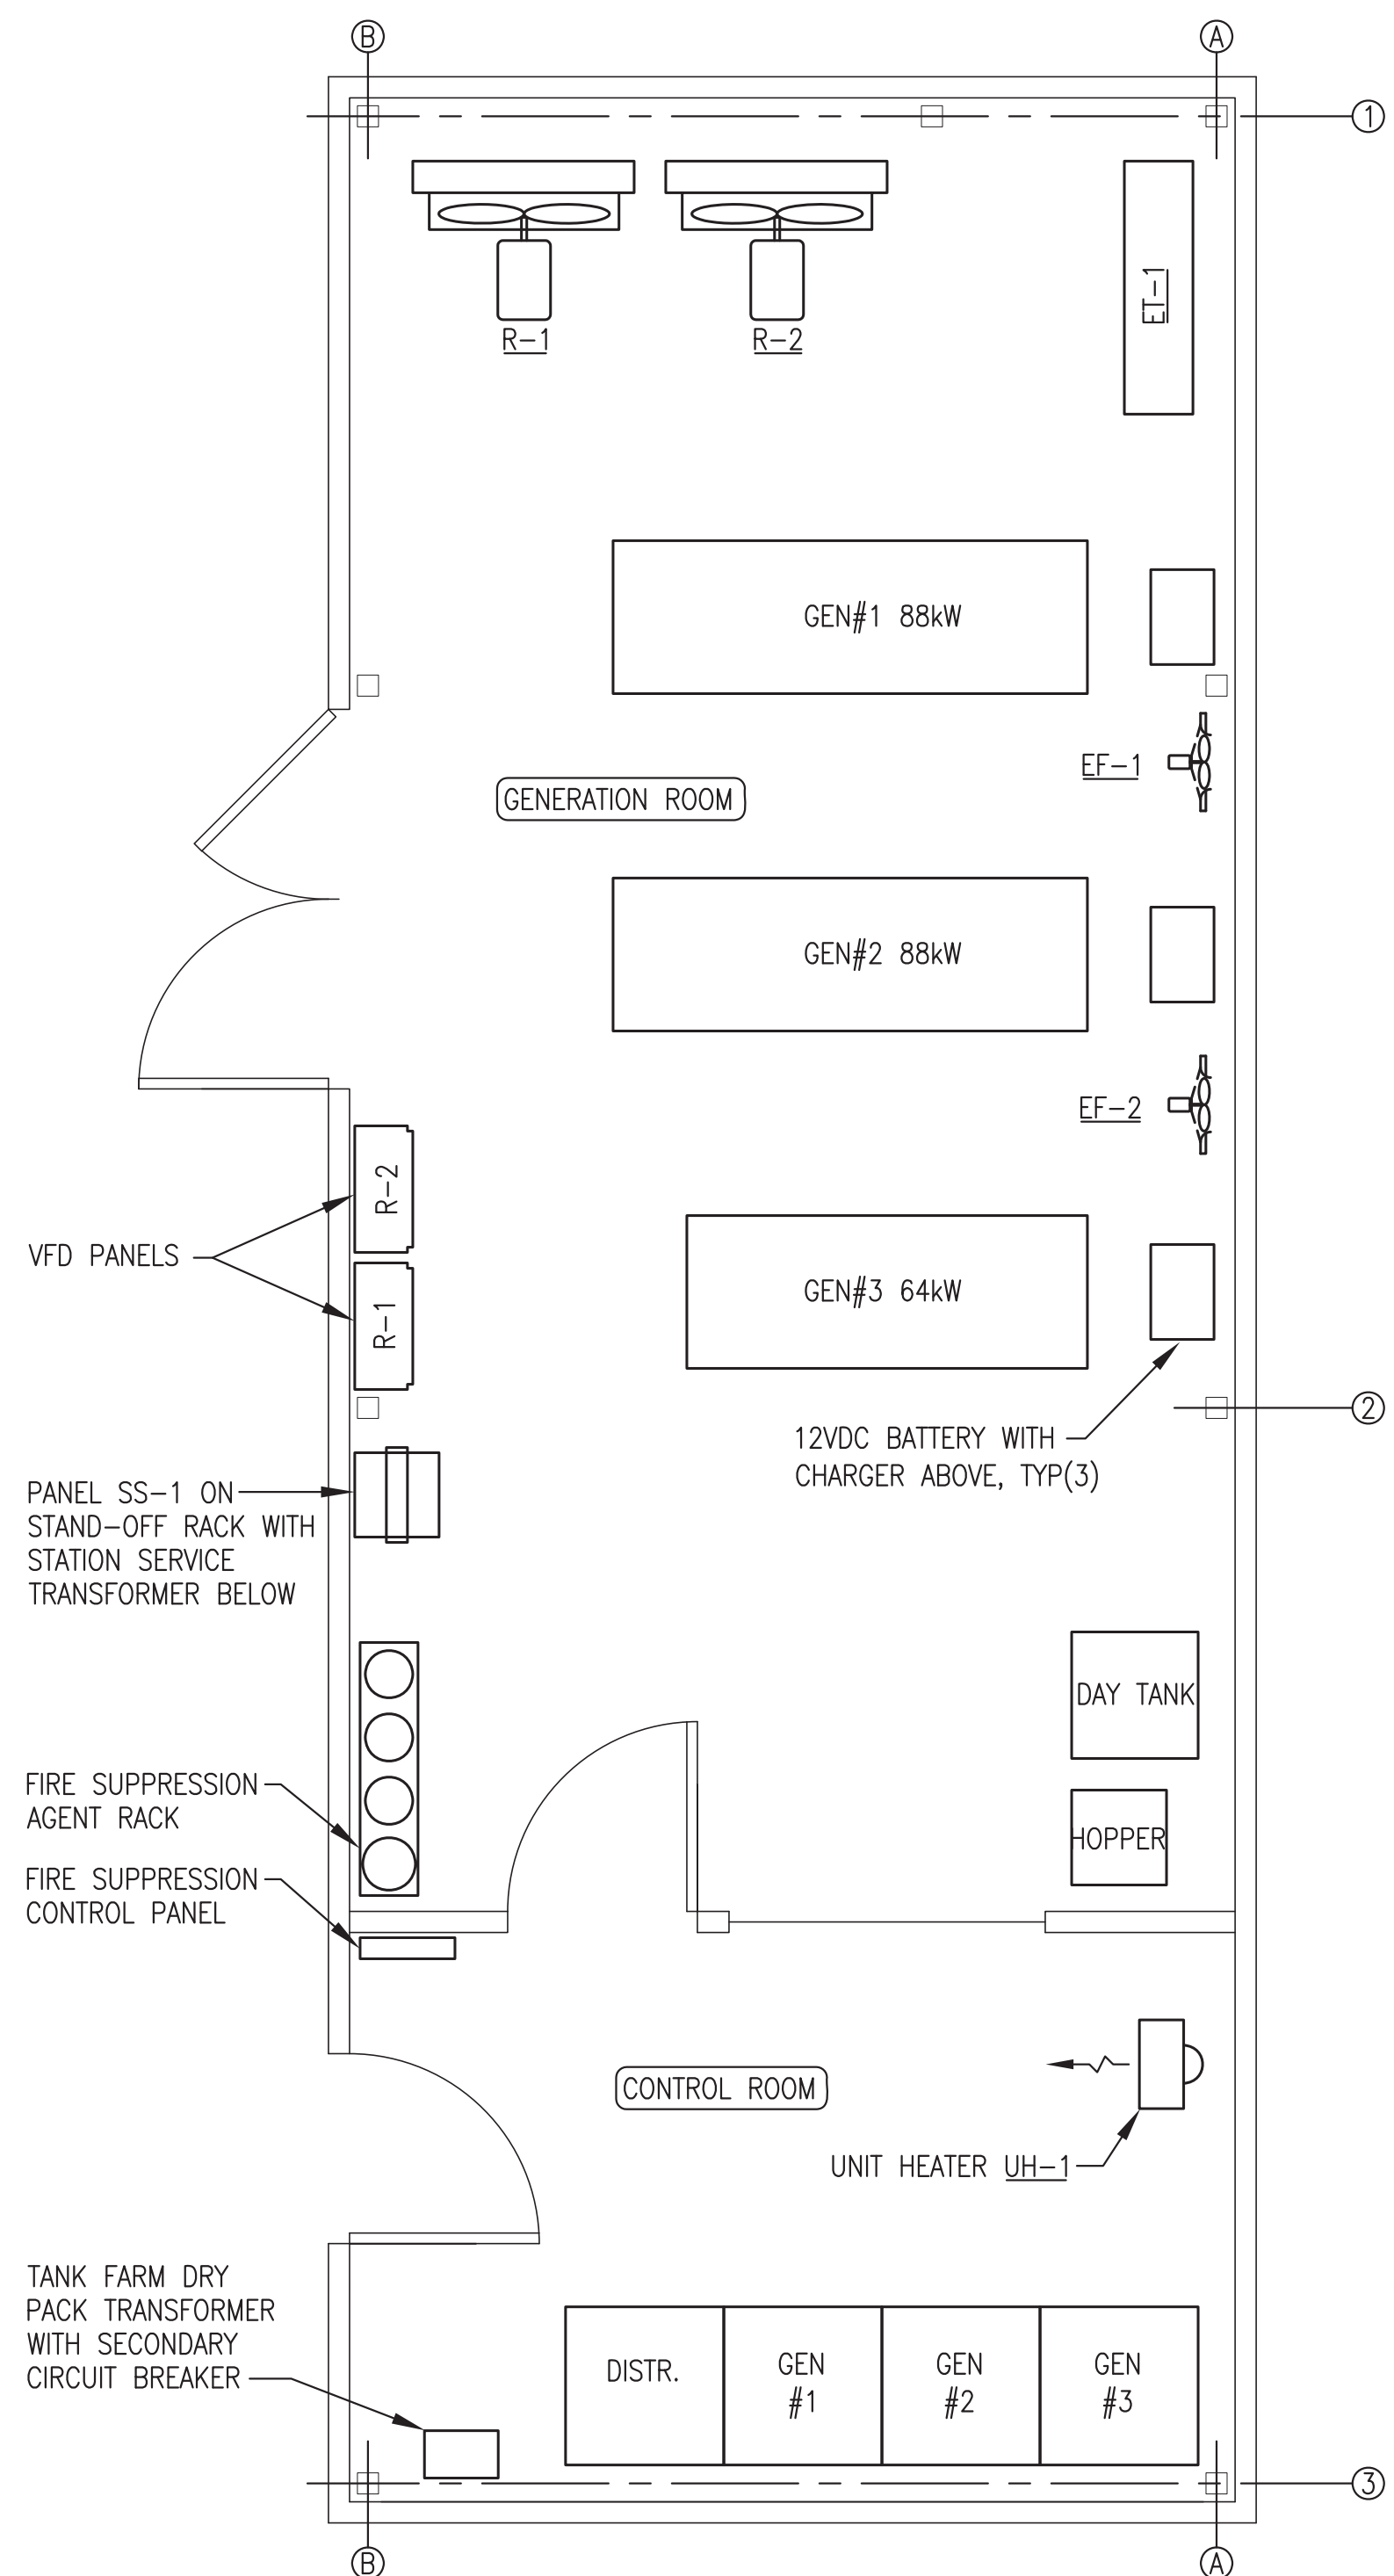 B
A
1
R-1
R-2
ET-1
GEN#1 88kW
EF-1
GENERATION ROOM
GEN#2 88kW
EF-2
R-2
VFD PANELS
R-1
GEN#3 64kW
2
12VDC BATTERY WITH
CHARGER ABOVE, TYP(3)
PANEL SS-1 ON
STAND-OFF RACK WITH
STATION SERVICE
TRANSFORMER BELOW
DAY TANK
FIRE SUPPRESSION
AGENT RACK
HOPPER
FIRE SUPPRESSION
CONTROL PANEL
CONTROL ROOM
UNIT HEATER UH-1
TANK FARM DRY
PACK TRANSFORMER
WITH SECONDARY
CIRCUIT BREAKER
DISTR.
GEN
#1
GEN
#2
GEN
#3
3
B
A